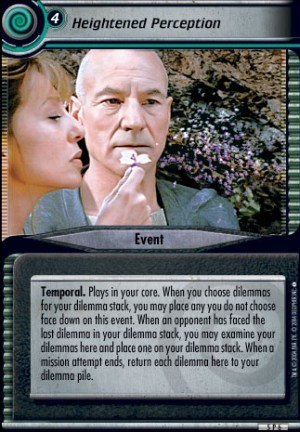 4
Heightened Perception
Event
Temporal. Plays in your core. When you choose dilemmas
for your dilemma stack, you may place any you do not choose
face down on this event. When an opponent has faced the
last dilemma in your dilemma stack, you may examine your
dilemmas here and place one on your dilemma stack. When a
mission attempt ends, return each dilemma here to your
dilemma pile.
5 P 6